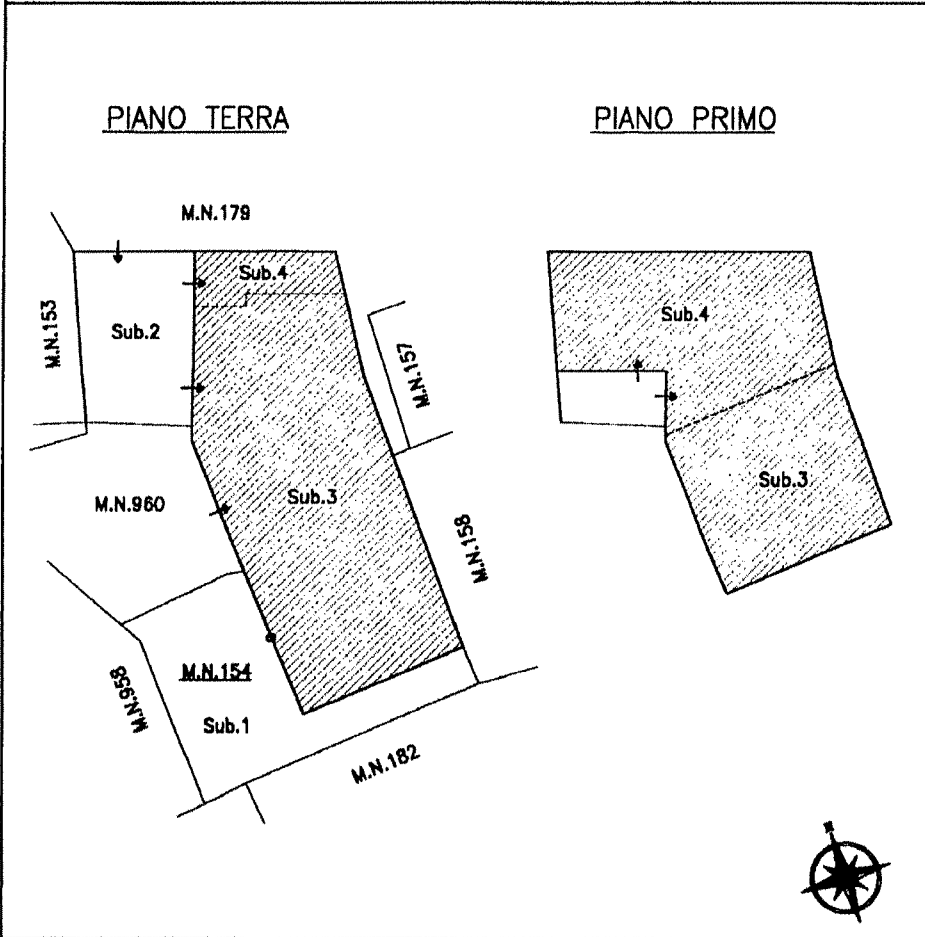 PIANO TERRA
PIANO PRIMO
M.N.179
Sub.4
M.N.153
Sub.2
M.N.157
Sub.4
M.N.960
Sub.3
M.N.158
Sub.3
M.N.958
M.N.154
Sub.1
M.N.182